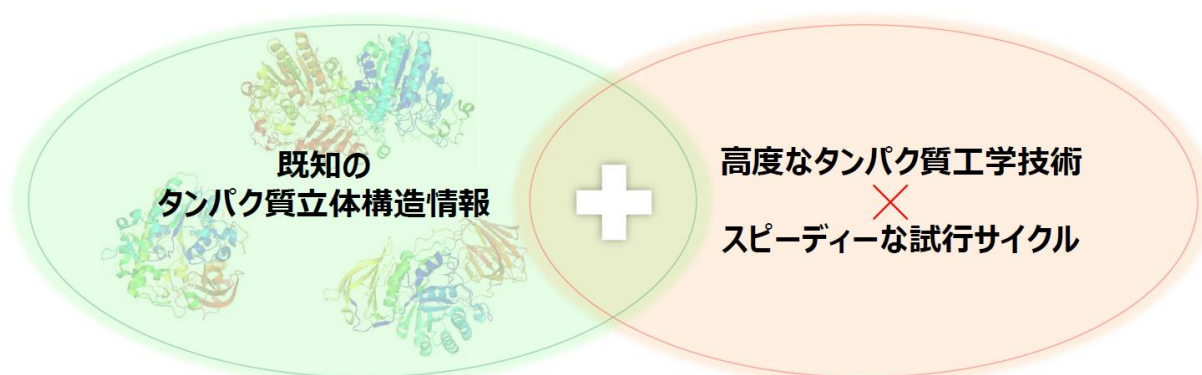 既知の
タンパク質立体構造情報
高度なタンパク質工学技術
×
スピーディーな試行サイクル